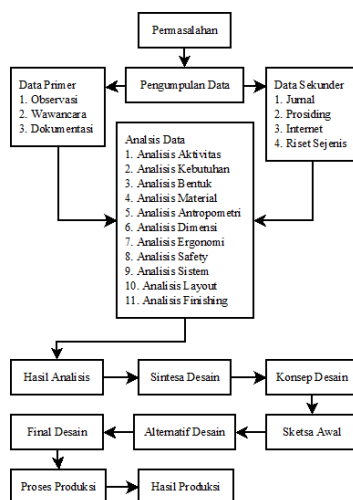 Permasalahan
Data Primer
1. Observasi
2. Wawancara
3. Dokumentasi
Pengumpulan Data
Data Sekunder
1. Jurnal
2. Prosiding
3. Internet
4. Riset Sejenis
Analsis Data
1. Analisis Aktivitas
2. Analisis Kebutuhan
3. Analisis Bentuk
4. Analisis Material
5. Analisis Antropometri
6. Analisis Dimensi
7. Analisis Ergonomi
8. Analisis Safety
9. Analisis Sistem
10. Analisis Layout
11. Analisis Finishing
Hasil Analisis
Sintesa Desain
Konsep Desain
Final Desain
Alternatif Desain
Sketsa Awal
Proses Produksi
Hasil Produksi